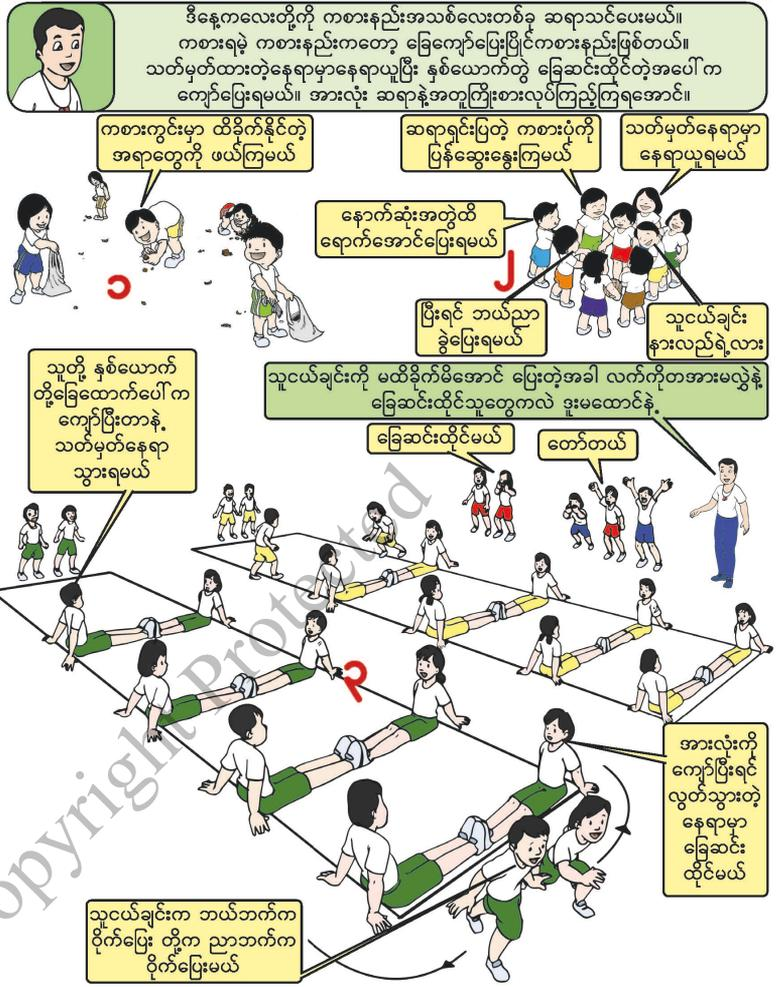 ဒီနေ့ကလေးတို့ကို ကစားနည်းအသစ်လေးတစ်ခု ဆရာသင်ပေးမယ်။
ကစားရမဲ့ ကစားနည်းကတော့ ခြေကျော်ပြေးပြိုင်ကစားနည်းဖြစ်တယ်။
သတ်မှတ်ထားတဲ့နေရာမှာနေရာယူပြီး နှစ်ယောက်တွဲ ခြေဆင်းထိုင်တဲ့အပေါ်က
ကျော်ပြေးရမယ်။ အားလုံး ဆရာနဲ့အတူကြိုးစားလုပ်ကြည့်ကြရအောင်။
ကစားကွင်းမှာ ထိခိုက်နိုင်တဲ့
အရာတွေကို ဖယ်ကြမယ်
ဆရာရှင်းပြတဲ့ ကစားပုံကို
ပြန်ဆွေးနွေးကြမယ်
သတ်မှတ်နေရာမှာ
နေရာယူရမယ်
နောက်ဆုံးအတွဲထိ
ရောက်အောင်ပြေးရမယ်
၁
၂
ပြီးရင် ဘယ်ညာ
ခွဲပြေးရမယ်
သူငယ်ချင်း
နားလည်ရဲ့လား
သူတို့ နှစ်ယောက်
တို့ခြေထောက်ပေါ်က
ကျော်ပြီးတာနဲ့
သတ်မှတ်နေရာ
သွားရမယ်
သူငယ်ချင်းကို မထိခိုက်မိအောင် ပြေးတဲ့အခါ လက်ကိုတအားမလွှဲနဲ့
ခြေဆင်းထိုင်သူတွေကလဲ ဒူးမထောင်နဲ့
ခြေဆင်းထိုင်မယ်
တော်တယ်
၃
အားလုံးကို
ကျော်ပြီးရင်
လွတ်သွားတဲ့
နေရာမှာ
ခြေဆင်း
ထိုင်မယ်
သူငယ်ချင်းက ဘယ်ဘက်က
ဝိုက်ပြေး တို့က ညာဘက်က
ဝိုက်ပြေးမယ်
opyright Protected